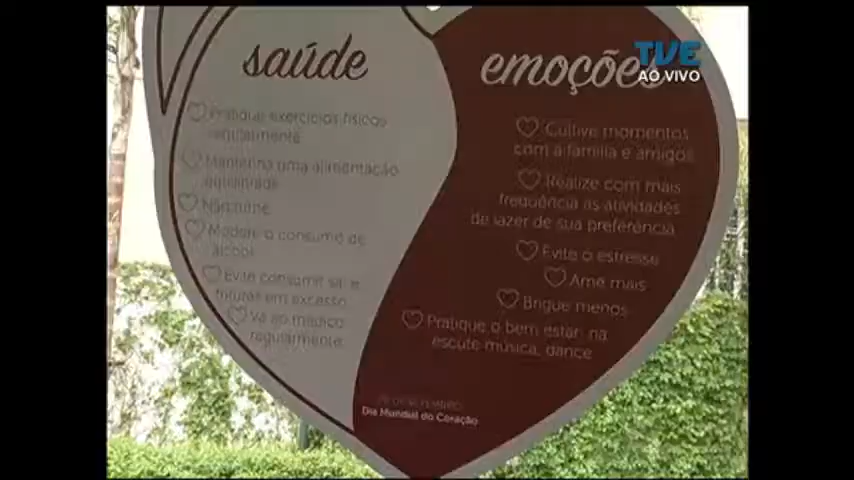 saúde
Pratique exercícios físicos
regularmente
Mantenha uma alimentação
equilibrada
Não fume
Modere o consumo de
álcool
Evite consumir sal e
frituras em excesso
Vá ao médico
regularmente
emoções
TVE
AO VIVO
Cultive momentos
com a família e amigos
Realize com mais
frequência as atividades
de lazer de sua preferência
Evite o estresse
Ame mais
Brigue menos
Pratique o bem estar: ria
escute música, dance
Dia Mundial do Coração